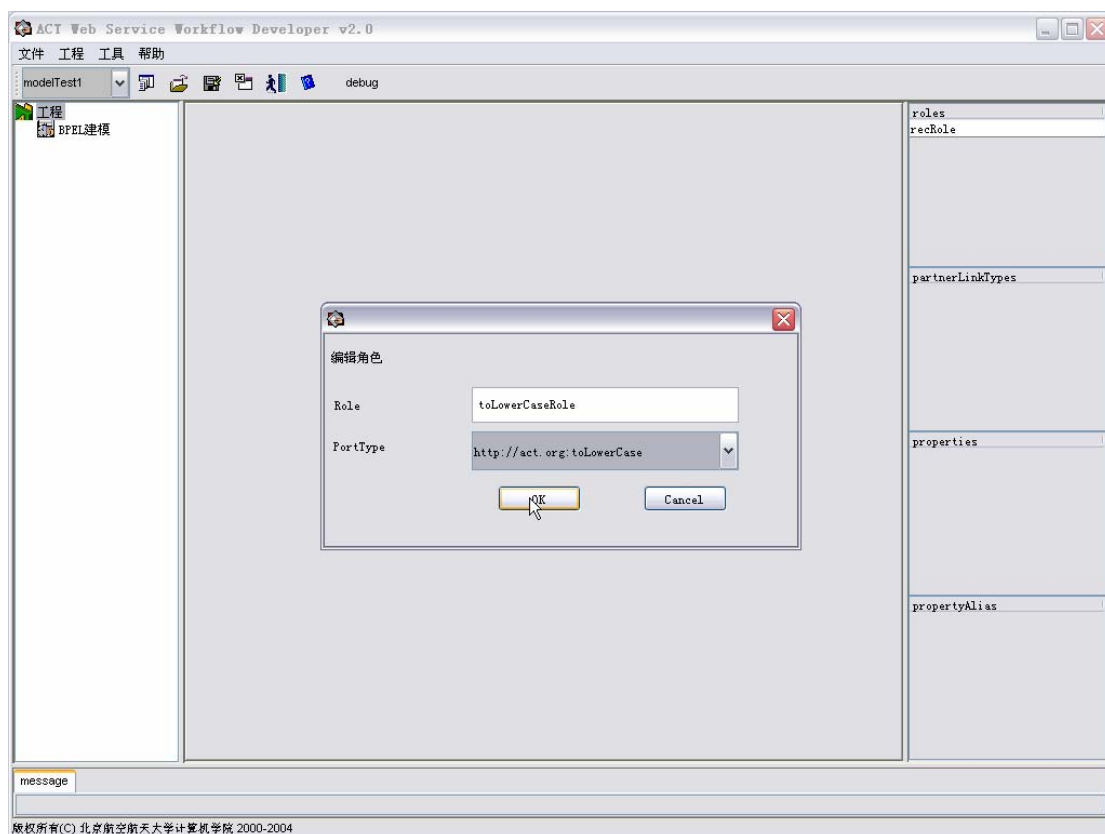 ACT Web Service Workflow Developer v2.0
文件 工程 工具 帮助
modelTest1 debug
工程
BPEL建模
roles
recRole
partnerLinkTypes
编辑角色
Role toLowerCaseRole
PortType http://act.org:toLowerCase
OK Cancel
properties
propertyAlias
message
版权所有(C) 北京航空航天大学计算机学院 2000-2004